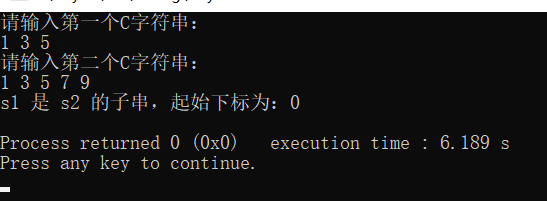 请输入第一个C字符串：
1 3 5
请输入第二个C字符串：
1 3 5 7 9
s1 是 s2 的子串，起始下标为：0
Process returned 0 (0x0)   execution time : 6.189 s
Press any key to continue.